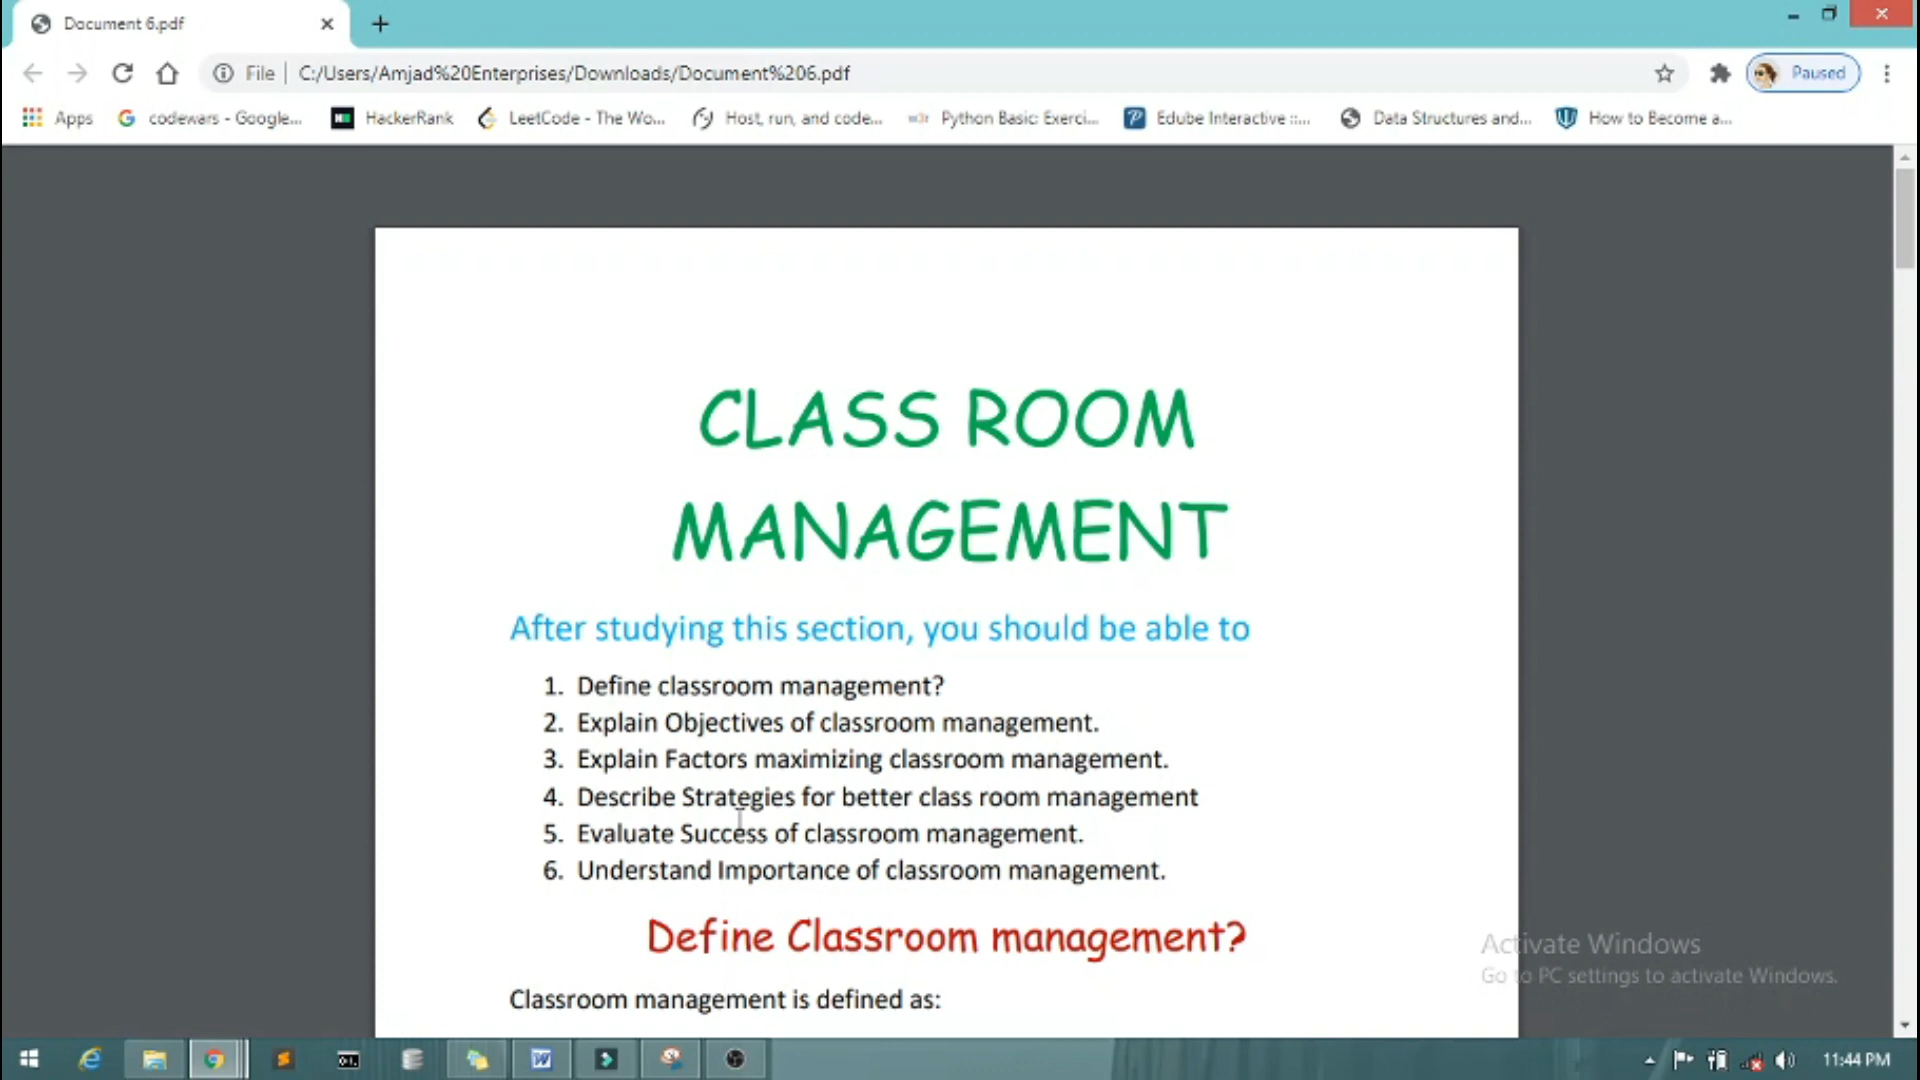 Document 6.pdf
File
C:/Users/Amjad%20Enterprises/Downloads/Document%206.pdf
Paused
Apps
codewars - Google...
HackerRank
LeetCode - The Wo...
Host, run, and code...
Python Basic: Exerci...
Edube Interactive ::...
Data Structures and...
How to Become a...
CLASS ROOM
MANAGEMENT
After studying this section, you should be able to
1. Define classroom management?
2. Explain Objectives of classroom management.
3. Explain Factors maximizing classroom management.
4. Describe Strategies for better class room management
5. Evaluate Success of classroom management.
6. Understand Importance of classroom management.
Define Classroom management?
Classroom management is defined as:
Activate Windows
Go to PC settings to activate Windows.
11:44 PM